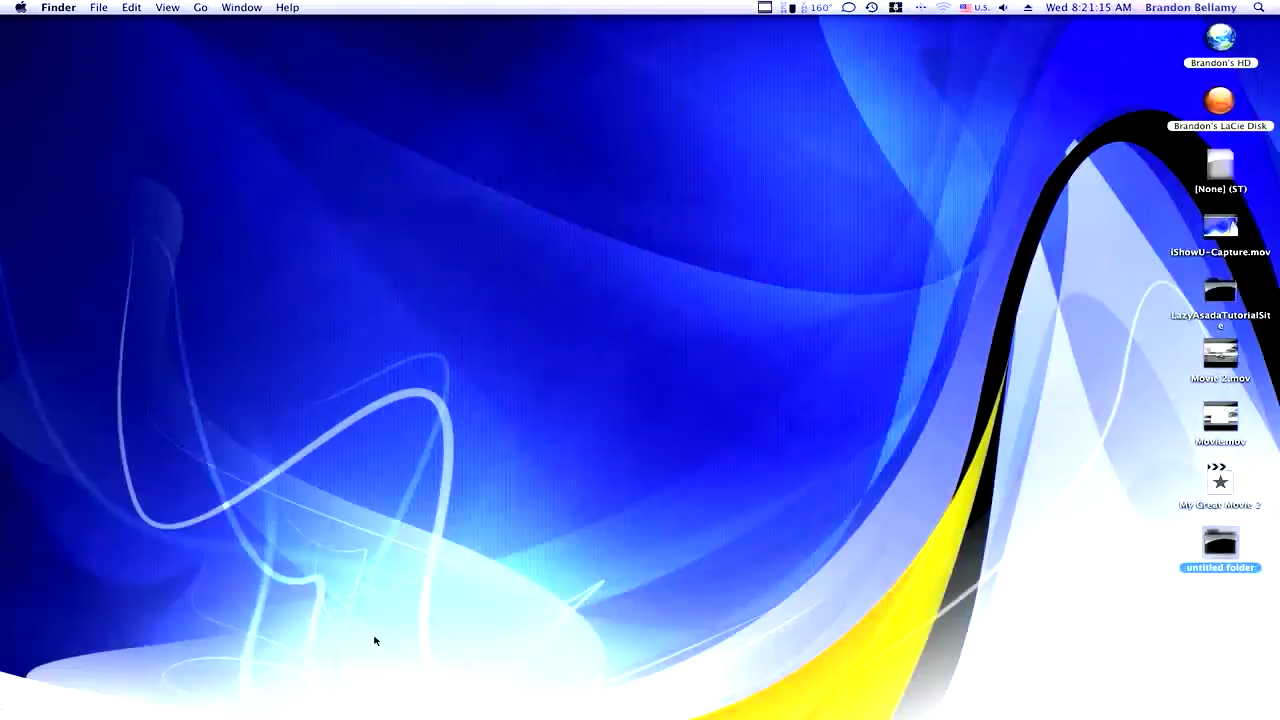 Finder File Edit View Go Window Help 160° U.S. Wed 8:21:15 AM Brandon Bellamy
Brandon's HD
Brandon's LaCie Disk
[None] (ST)
iShowU-Capture.mov
LazyAsadaTutorialSit
e
Movie 2.mov
Movie.mov
My Great Movie 2
untitled folder